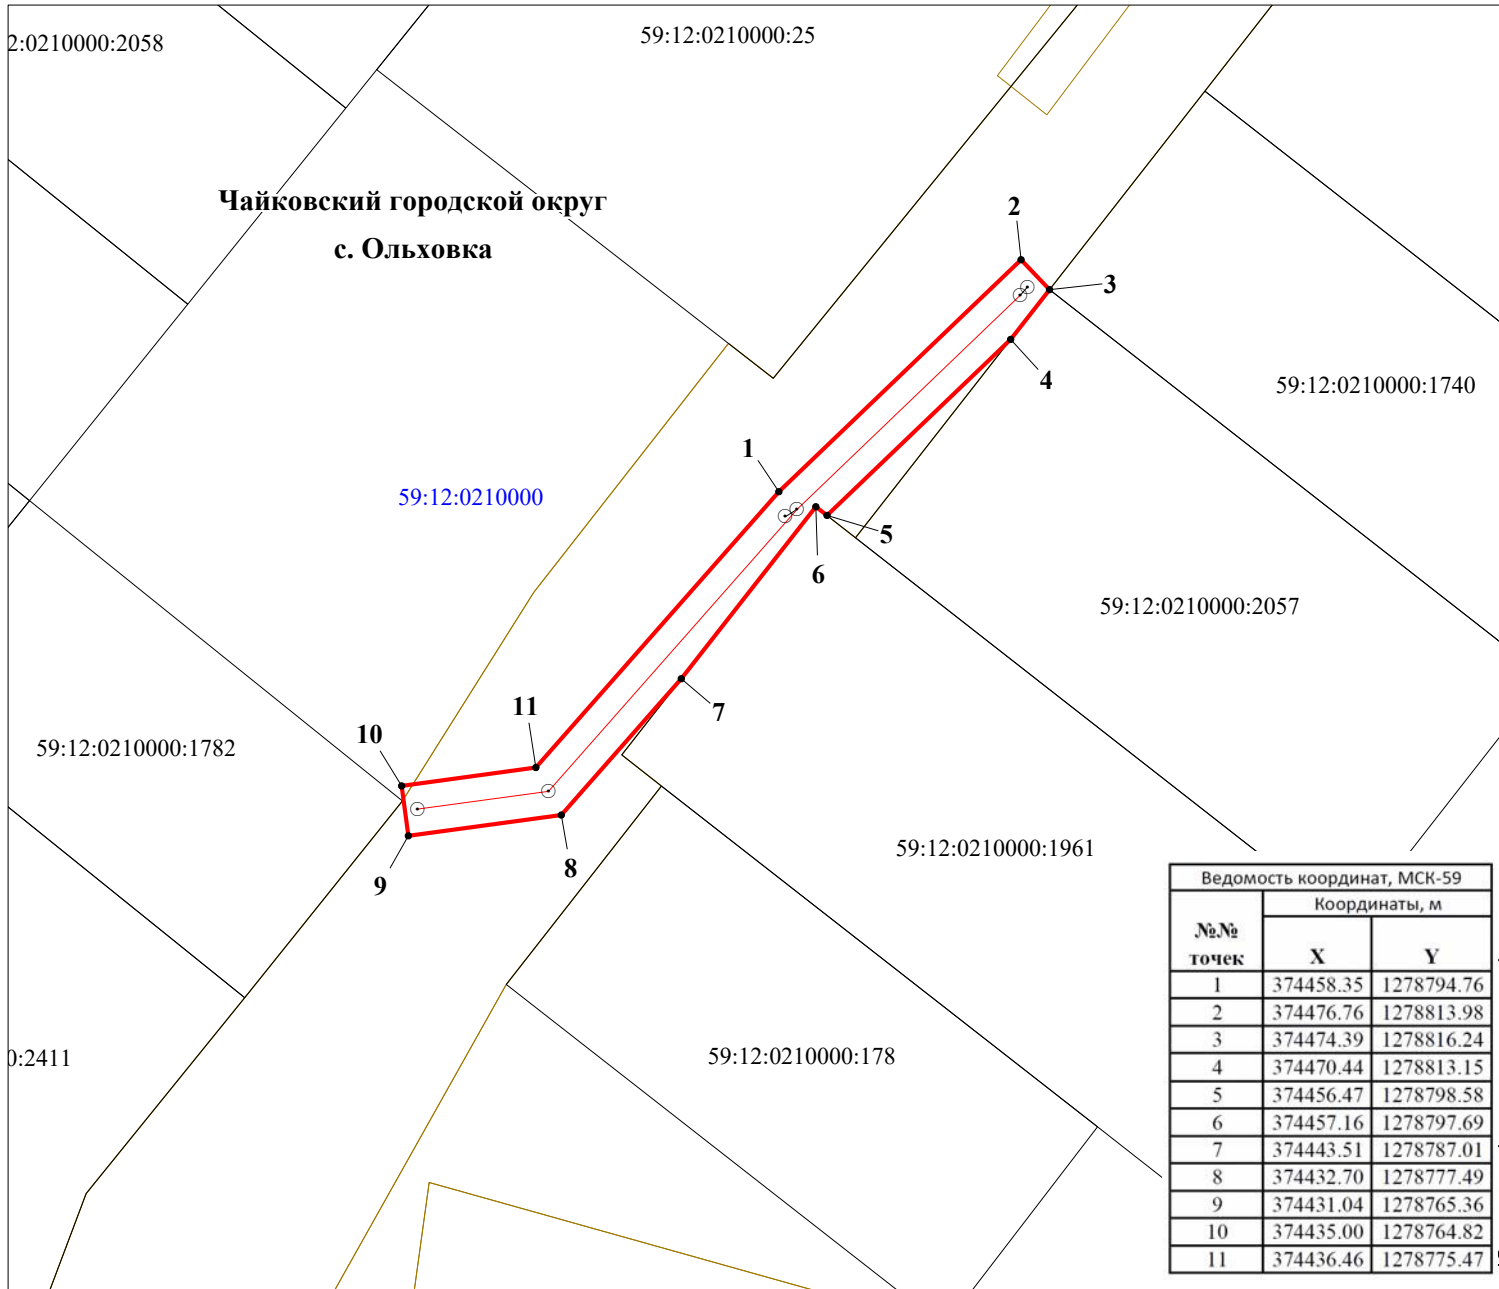 2:0210000:2058
59:12:0210000:25
Чайковский городской округ
с. Ольховка
2
3
4
59:12:0210000:1740
1
59:12:0210000
5
6
59:12:0210000:2057
7
11
10
59:12:0210000:1782
8
9
59:12:0210000:1961
0:2411
59:12:0210000:178
Ведомость координат, МСК-59
№№ точек Координаты, м
X Y
1 374458.35 1278794.76
2 374476.76 1278813.98
3 374474.39 1278816.24
4 374470.44 1278813.15
5 374456.47 1278798.58
6 374457.16 1278797.69
7 374443.51 1278787.01
8 374432.70 1278777.49
9 374431.04 1278765.36
10 374435.00 1278764.82
11 374436.46 1278775.47